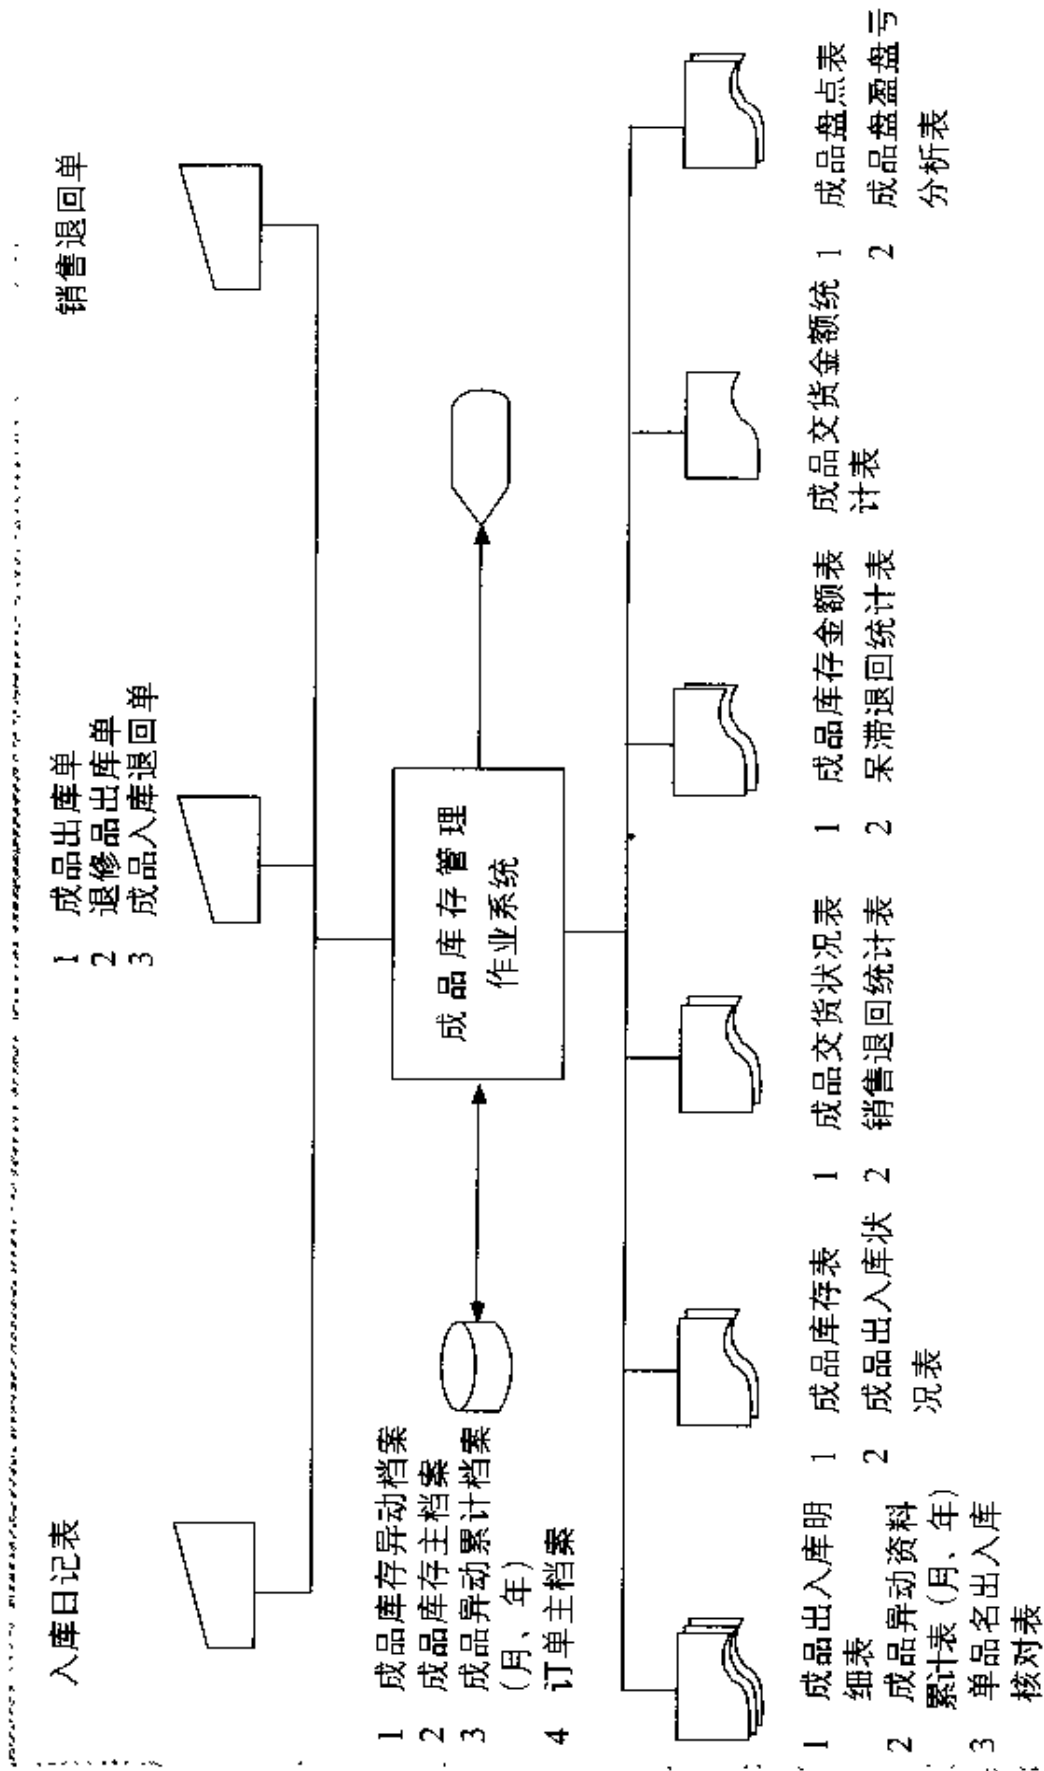 入库日记表
1 成品出库单
2 退修品出库单
3 成品入库退回单
销售退回单
1 成品库存异动档案
2 成品库存主档案
3 成品异动累计档案
(月、年)
4 订单主档案
成品库存管理
作业系统
1 成品出入库明
细表
2 成品异动资料
累计表(月、年)
3 单品名出入库
核对表
1 成品库存表
2 成品出入库状
况表
1 成品交货状况表
2 销售退回统计表
1 成品库存金额表
2 呆滞退回统计表
成品交货金额统
计表
1 成品盘点表
2 成品盘盈盘亏
分析表